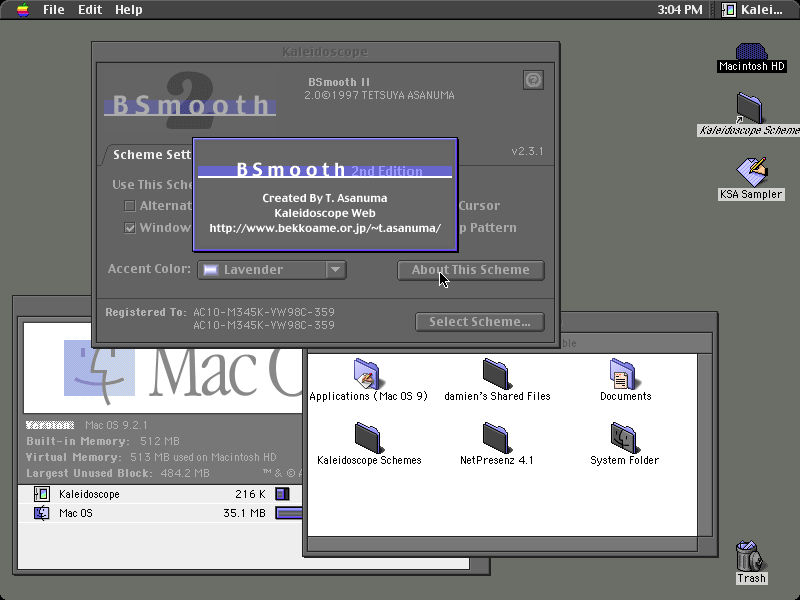 File Edit Help
3:04 PM Kalei...
Kaleidoscope
BSmooth
2
BSmooth II
2.0©1997 TETSUYA ASANUMA
Scheme Sett
v2.3.1
Use This Sche
Alternat
Cursor
Window
p Pattern
BSmooth 2nd Edition
Created By T. Asanuma
Kaleidoscope Web
http://www.bekkoame.or.jp/~t.asanuma/
Accent Color: Lavender
About This Scheme
Registered To: AC10-M345K-YW98C-359
AC10-M345K-YW98C-359
Select Scheme...
Macintosh HD
Kaleidoscope Scheme
KSA Sampler
Mac O
Version: Mac OS 9.2.1
Built-in Memory: 512 MB
Virtual Memory: 513 MB used on Macintosh HD
Largest Unused Block: 484.2 MB
™ & © A
Kaleidoscope 216 K
Mac OS 35.1 MB
ble
Applications (Mac OS 9)
damien's Shared Files
Documents
Kaleidoscope Schemes
NetPresenz 4.1
System Folder
Trash